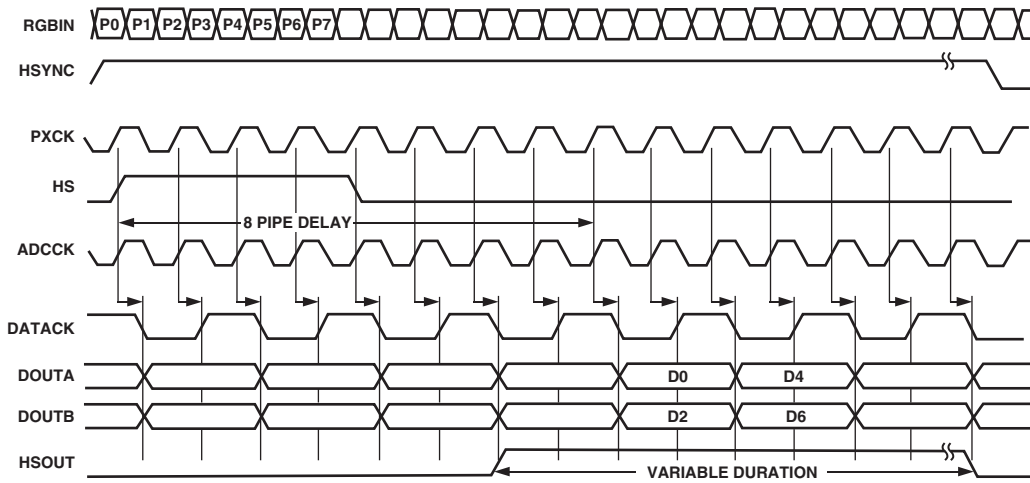 RGBIN P0 P1 P2 P3 P4 P5 P6 P7
HSYNC
PXCK
HS
8 PIPE DELAY
ADCCK
DATACK
DOUTA D0 D4
DOUTB D2 D6
HSOUT
VARIABLE DURATION